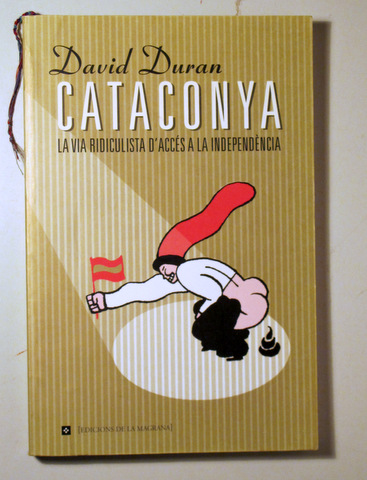 David Duran
CATACONYA
LA VIA RIDICULISTA D'ACCÉS A LA INDEPENDÈNCIA
[EDICIONS DE LA MAGRANA]